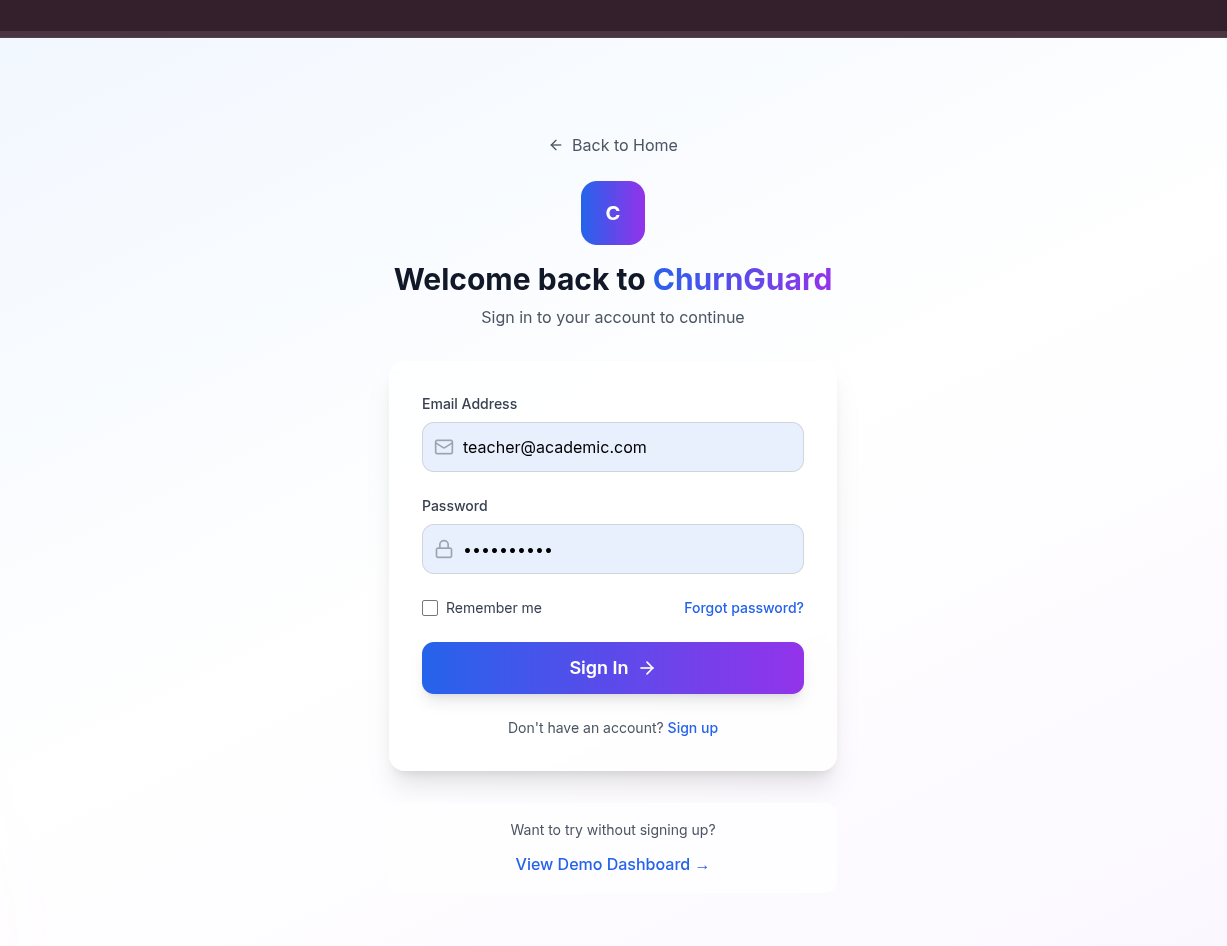 Back to Home
C
Welcome back to ChurnGuard
Sign in to your account to continue
Email Address
teacher@academic.com
Password
••••••••••
Remember me
Forgot password?
Sign In →
Don't have an account? Sign up
Want to try without signing up?
View Demo Dashboard →